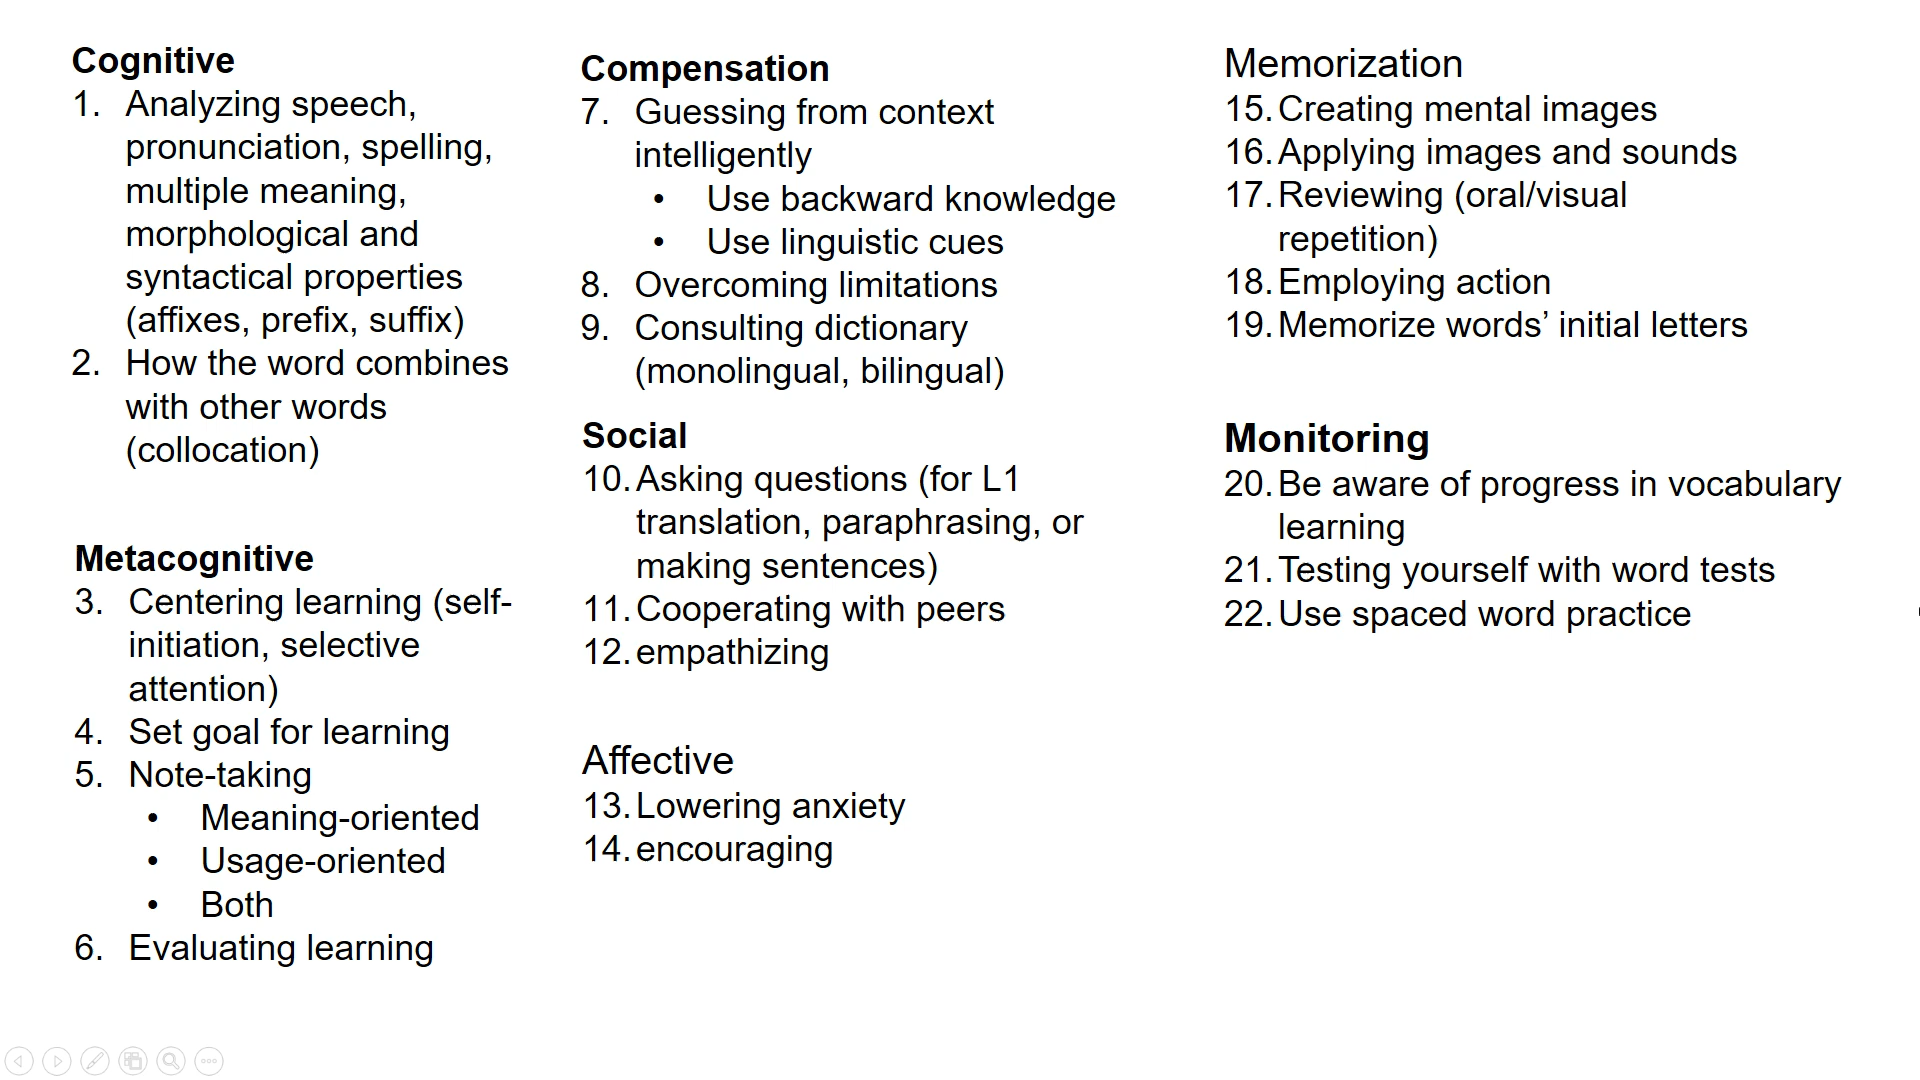 Cognitive
1. Analyzing speech,
pronunciation, spelling,
multiple meaning,
morphological and
syntactical properties
(affixes, prefix, suffix)
2. How the word combines
with other words
(collocation)
Metacognitive
3. Centering learning (self-
initiation, selective
attention)
4. Set goal for learning
5. Note-taking
• Meaning-oriented
• Usage-oriented
• Both
6. Evaluating learning
Compensation
7. Guessing from context
intelligently
• Use backward knowledge
• Use linguistic cues
8. Overcoming limitations
9. Consulting dictionary
(monolingual, bilingual)
Social
10. Asking questions (for L1
translation, paraphrasing, or
making sentences)
11. Cooperating with peers
12. empathizing
Affective
13. Lowering anxiety
14. encouraging
Memorization
15. Creating mental images
16. Applying images and sounds
17. Reviewing (oral/visual
repetition)
18. Employing action
19. Memorize words’ initial letters
Monitoring
20. Be aware of progress in vocabulary
learning
21. Testing yourself with word tests
22. Use spaced word practice